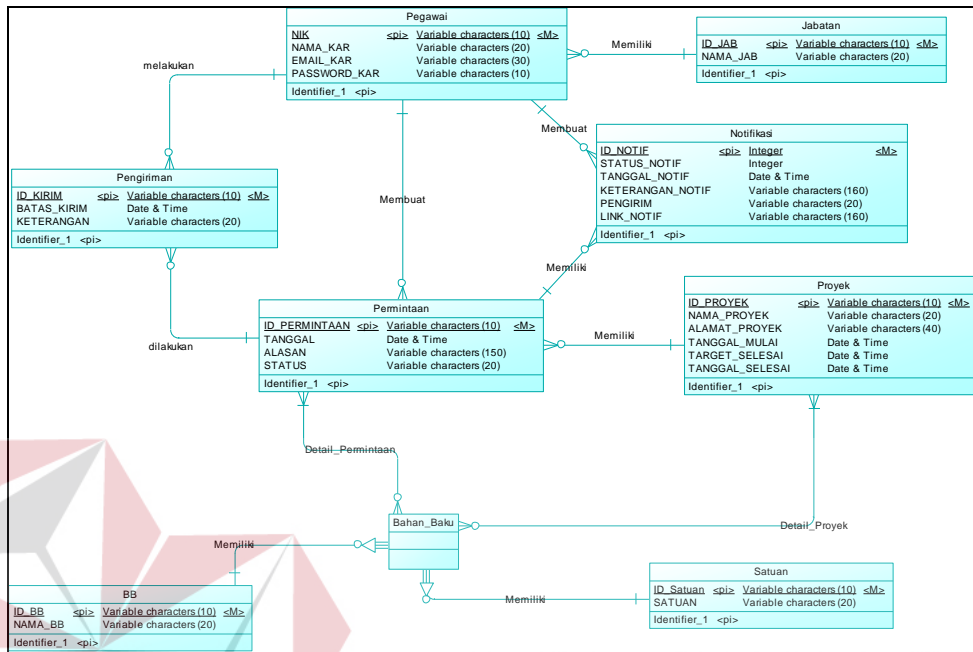 Pegawai
NIK <pi> Variable characters (10) <M>
NAMA_KAR Variable characters (20)
EMAIL_KAR Variable characters (30)
PASSWORD_KAR Variable characters (10)
Identifier_1 <pi>
Memiliki
Jabatan
ID_JAB <pi> Variable characters (10) <M>
NAMA_JAB Variable characters (20)
Identifier_1 <pi>
melakukan
Membuat
Notifikasi
ID_NOTIF <pi> Integer <M>
STATUS_NOTIF Integer
TANGGAL_NOTIF Date & Time
KETERANGAN_NOTIF Variable characters (160)
PENGIRIM Variable characters (20)
LINK_NOTIF Variable characters (160)
Identifier_1 <pi>
Pengiriman
ID_KIRIM <pi> Variable characters (10) <M>
BATAS_KIRIM Date & Time
KETERANGAN Variable characters (20)
Identifier_1 <pi>
Membuat
Memiliki
Proyek
ID_PROYEK <pi> Variable characters (10) <M>
NAMA_PROYEK Variable characters (20)
ALAMAT_PROYEK Variable characters (40)
TANGGAL_MULAI Date & Time
TARGET_SELESAI Date & Time
TANGGAL_SELESAI Date & Time
Identifier_1 <pi>
Permintaan
ID_PERMINTAAN <pi> Variable characters (10) <M>
TANGGAL Date & Time
ALASAN Variable characters (150)
STATUS Variable characters (20)
Identifier_1 <pi>
dilakukan
Memiliki
Detail_Permintaan
Bahan_Baku
Detail_Proyek
Memiliki
BB
ID_BB <pi> Variable characters (10) <M>
NAMA_BB Variable characters (20)
Identifier_1 <pi>
Memiliki
Satuan
ID_Satuan <pi> Variable characters (10) <M>
SATUAN Variable characters (20)
Identifier_1 <pi>